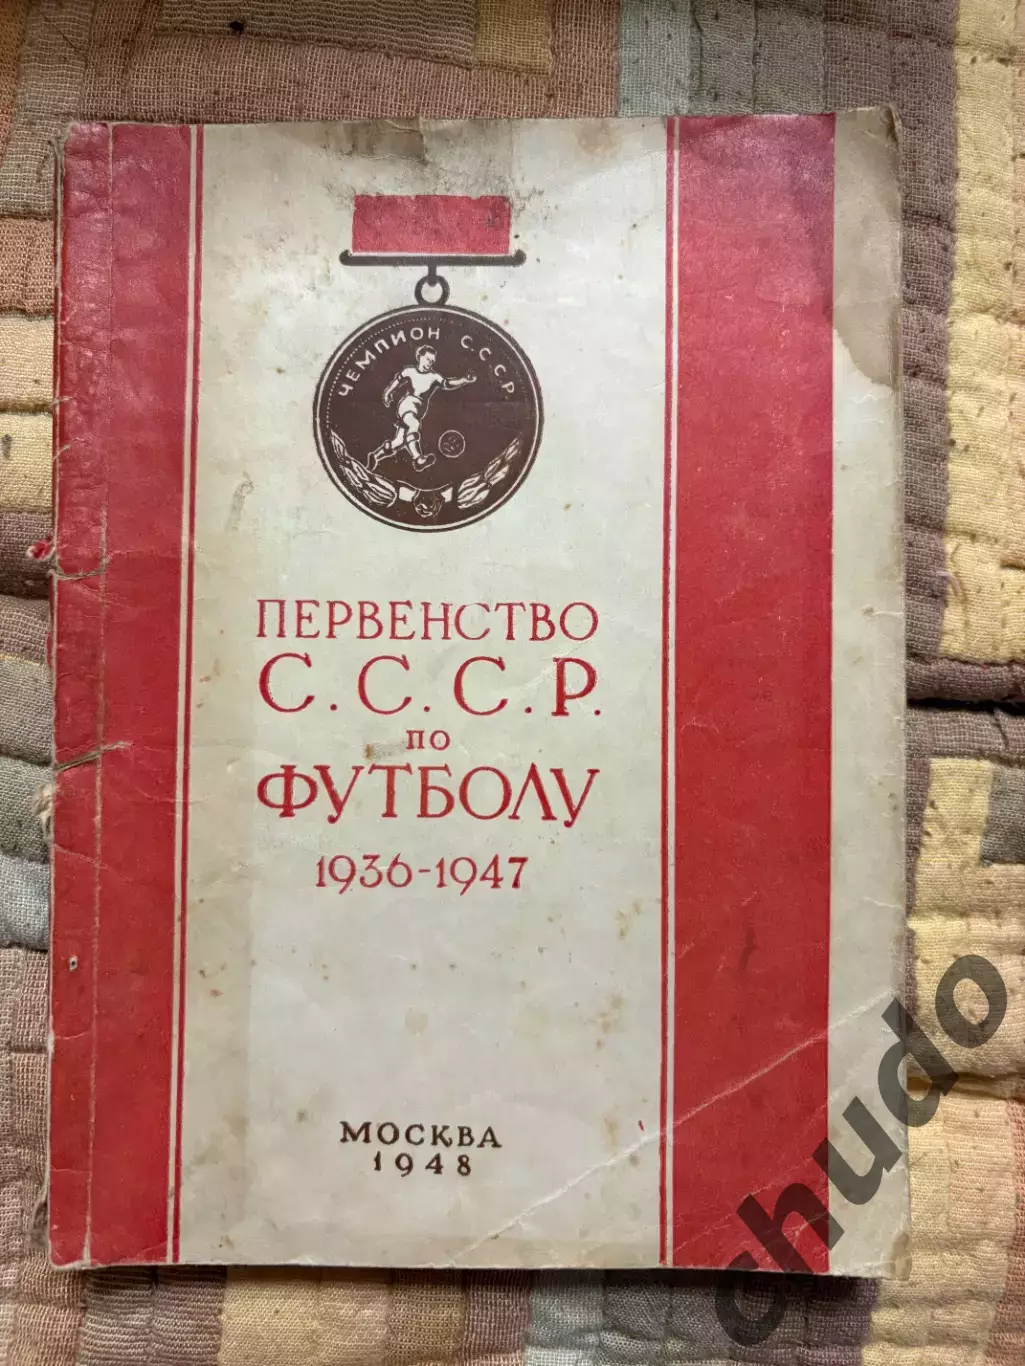 ЧЕМПИОН С.С.С.Р.
ПЕРВЕНСТВО
С.С.С.Р.
ПО
ФУТБОЛУ
1936-1947
МОСКВА
1948
chudo